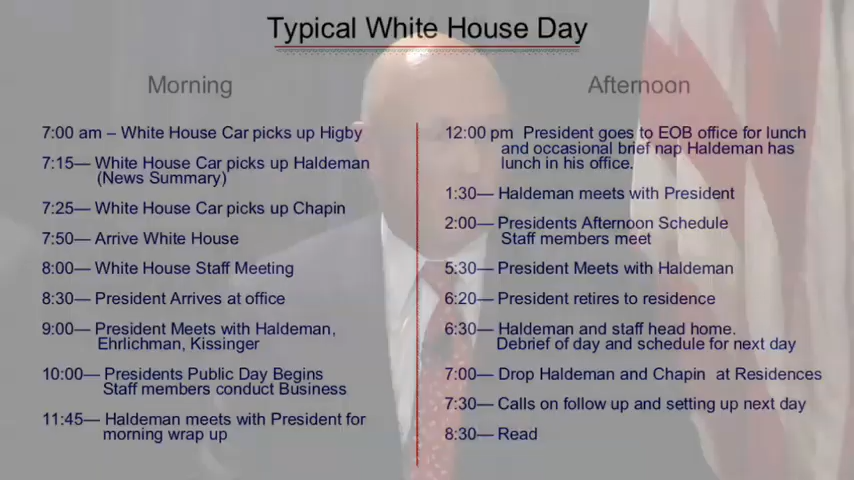 Typical White House Day
Morning
7:00 am – White House Car picks up Higby
7:15— White House Car picks up Haldeman
(News Summary)
7:25— White House Car picks up Chapin
7:50— Arrive White House
8:00— White House Staff Meeting
8:30— President Arrives at office
9:00— President Meets with Haldeman,
Ehrlichman, Kissinger
10:00— Presidents Public Day Begins
Staff members conduct Business
11:45— Haldeman meets with President for
morning wrap up
Afternoon
12:00 pm President goes to EOB office for lunch
and occasional brief nap Haldeman has
lunch in his office.
1:30— Haldeman meets with President
2:00— Presidents Afternoon Schedule
Staff members meet
5:30— President Meets with Haldeman
6:20— President retires to residence
6:30— Haldeman and staff head home.
Debrief of day and schedule for next day
7:00— Drop Haldeman and Chapin at Residences
7:30— Calls on follow up and setting up next day
8:30— Read